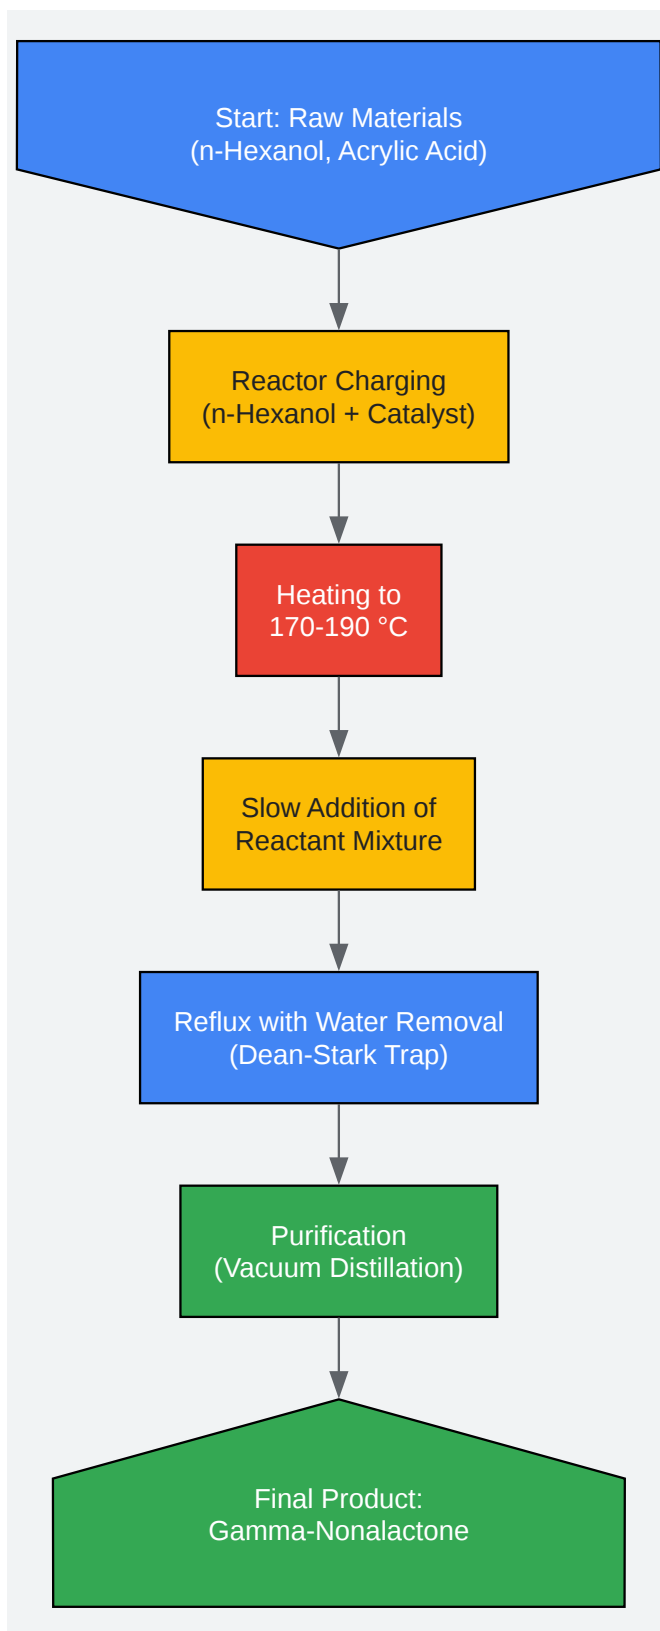 Start: Raw Materials
(n-Hexanol, Acrylic Acid)
Reactor Charging
(n-Hexanol + Catalyst)
Heating to
170-190 °C
Slow Addition of
Reactant Mixture
Reflux with Water Removal
(Dean-Stark Trap)
Purification
(Vacuum Distillation)
Final Product:
Gamma-Nonalactone